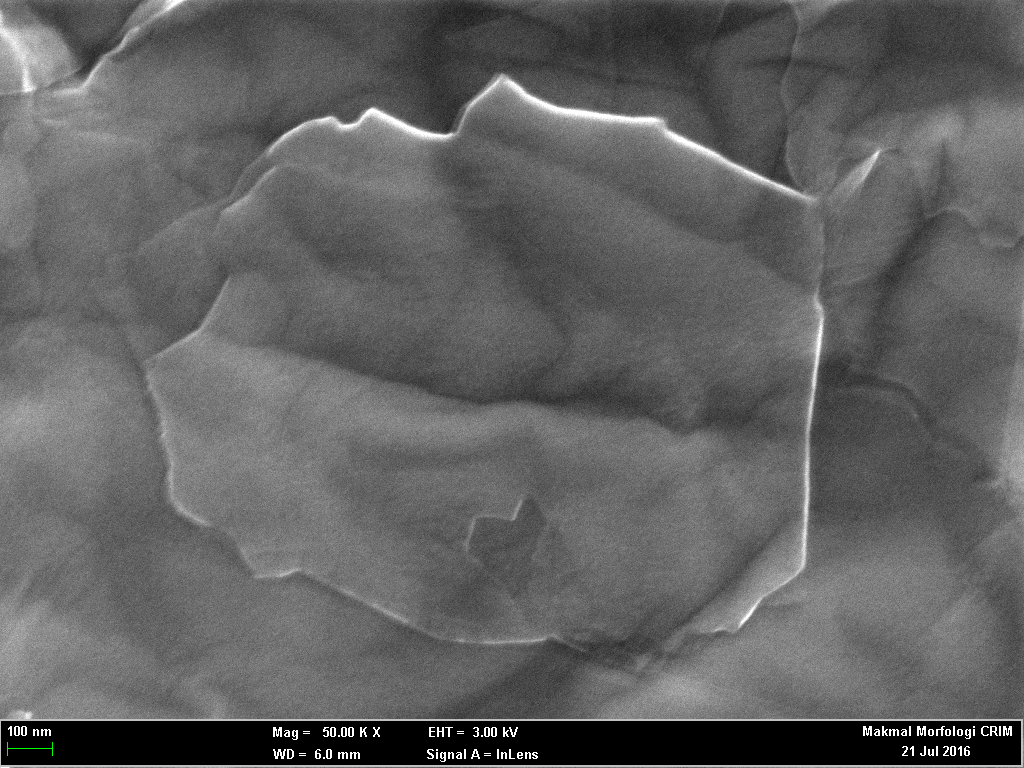 100 nm
Mag = 50.00 K X
EHT = 3.00 kV
Makmal Morfologi CRIM
WD = 6.0 mm
Signal A = InLens
21 Jul 2016